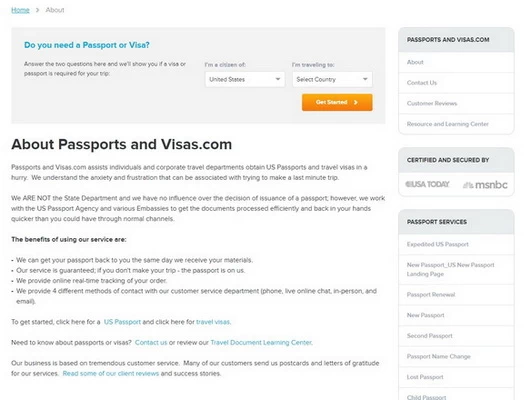 Home > About
Do you need a Passport or Visa?
Answer the two questions here and we'll show you if a visa or
passport is required for your trip:
I'm a citizen of:
United States
I'm traveling to:
Select Country
Get Started >
About Passports and Visas.com
Passports and Visas.com assists individuals and corporate travel departments obtain US Passports and travel visas in a
hurry. We understand the anxiety and frustration that can be associated with trying to make a last minute trip.
We ARE NOT the State Department and we have no influence over the decision of issuance of a passport; however, we work
with the US Passport Agency and various Embassies to get the documents processed efficiently and back in your hands
quicker than you could have through normal channels.
The benefits of using our service are:
• We can get your passport back to you the same day we receive your materials.
• Our service is guaranteed; if you don't make your trip - the passport is on us.
• We provide online real-time tracking of your order.
• We provide 4 different methods of contact with our customer service department (phone, live online chat, in-person, and
email).
To get started, click here for a US Passport and click here for travel visas.
Need to know about passports or visas? Contact us or review our Travel Document Learning Center.
Our business is based on tremendous customer service. Many of our customers send us postcards and letters of gratitude
for our services. Read some of our client reviews and success stories.
PASSPORTS AND VISAS.COM
About
Contact Us
Customer Reviews
Resource and Learning Center
CERTIFIED AND SECURED BY
USA TODAY
msnbc
PASSPORT SERVICES
Expedited US Passport
New Passport_US New Passport
Landing Page
Passport Renewal
New Passport
Second Passport
Passport Name Change
Lost Passport
Child Passport